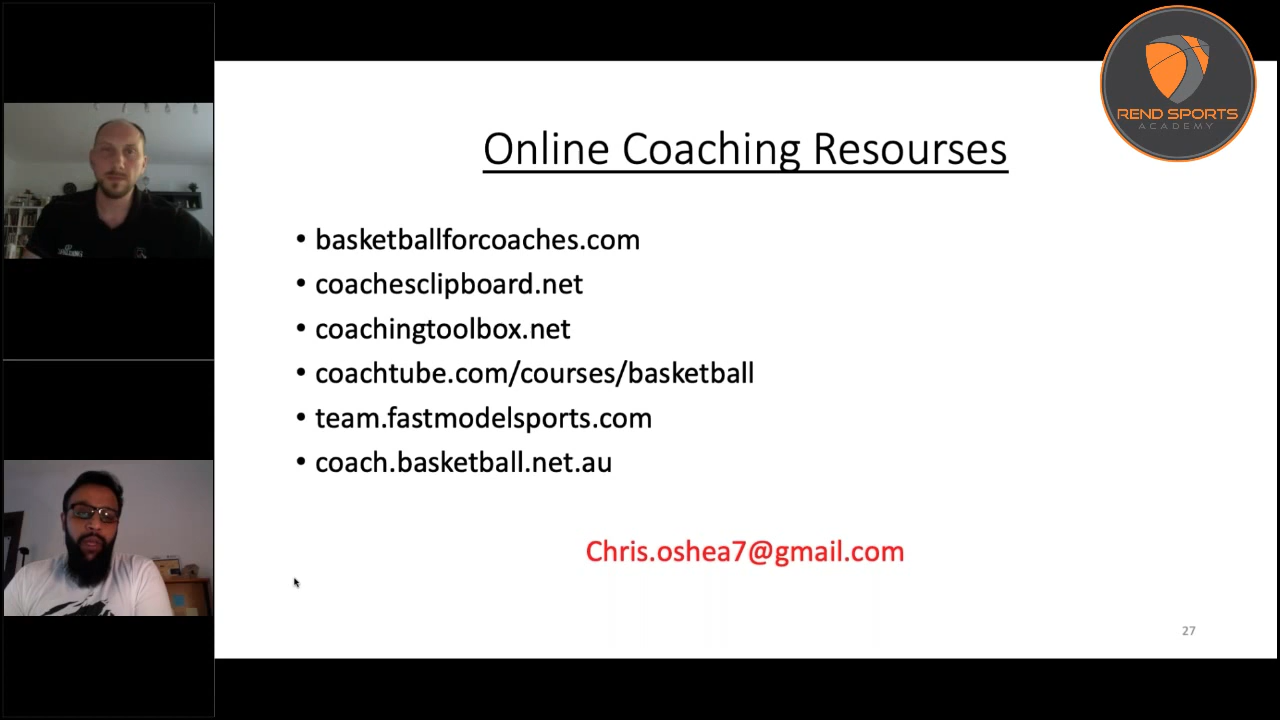 REND SPORTS
ACADEMY
Online Coaching Resourses
• basketballforcoaches.com
• coachesclipboard.net
• coachingtoolbox.net
• coachtube.com/courses/basketball
• team.fastmodelsports.com
• coach.basketball.net.au
Chris.oshea7@gmail.com
27